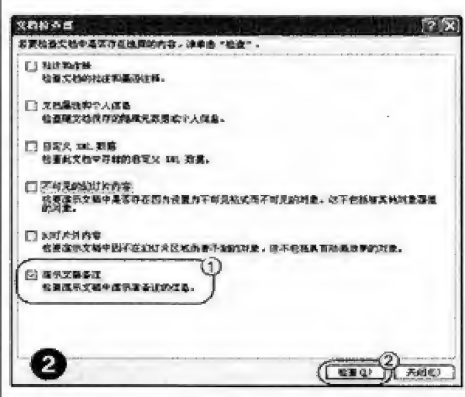 文档检查器
若要检查文档中是否存在选择的内容，请单击“检查”。
批注和注释
检查文档的批注和墨迹注释。
文档属性和个人信息
检查随文档保存的隐藏元数据或个人信息。
自定义 XML 数据
检查此文档中存储的自定义 XML 数据。
不可见的幻灯片内容
检查演示文稿中是否存在因为设置为不可见格式而不可见的对象。这不包括被其他对象覆盖的对象。
幻灯片外内容
检查演示文稿中因不在幻灯片区域而看不到的对象，这不包括具有动画效果的对象。
①
演示文稿备注
检查演示文稿中演示者备注的信息。
2
②
检查(I)
关闭(C)